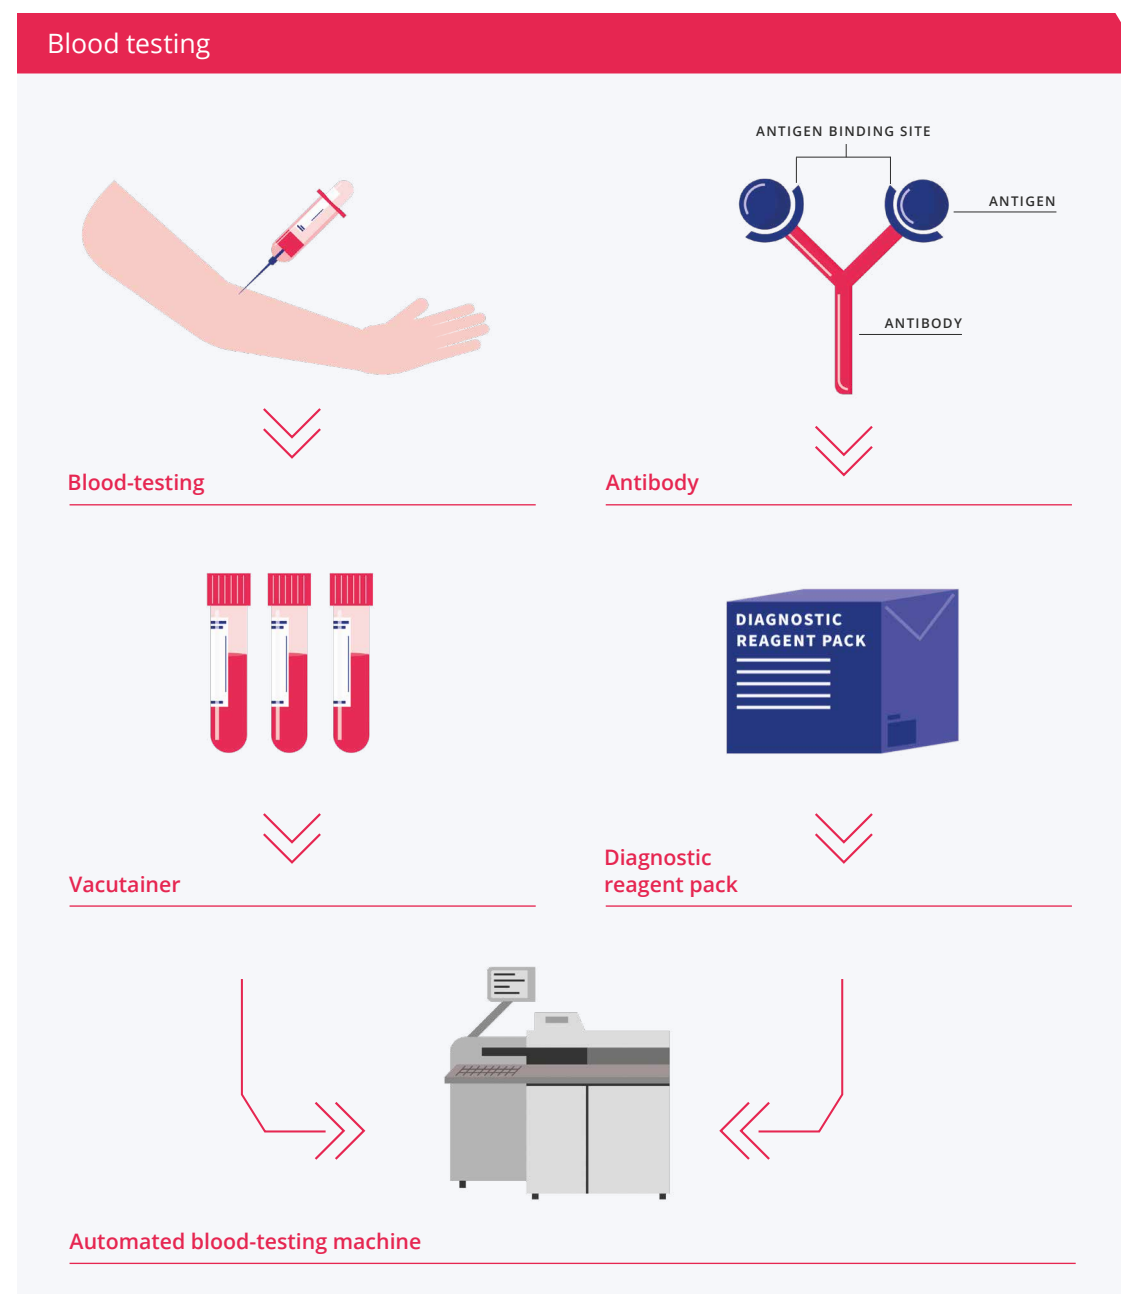 Blood testing
ANTIGEN BINDING SITE
ANTIGEN
ANTIBODY
Blood-testing
Antibody
DIAGNOSTIC
REAGENT PACK
Vacutainer
Diagnostic
reagent pack
Automated blood-testing machine